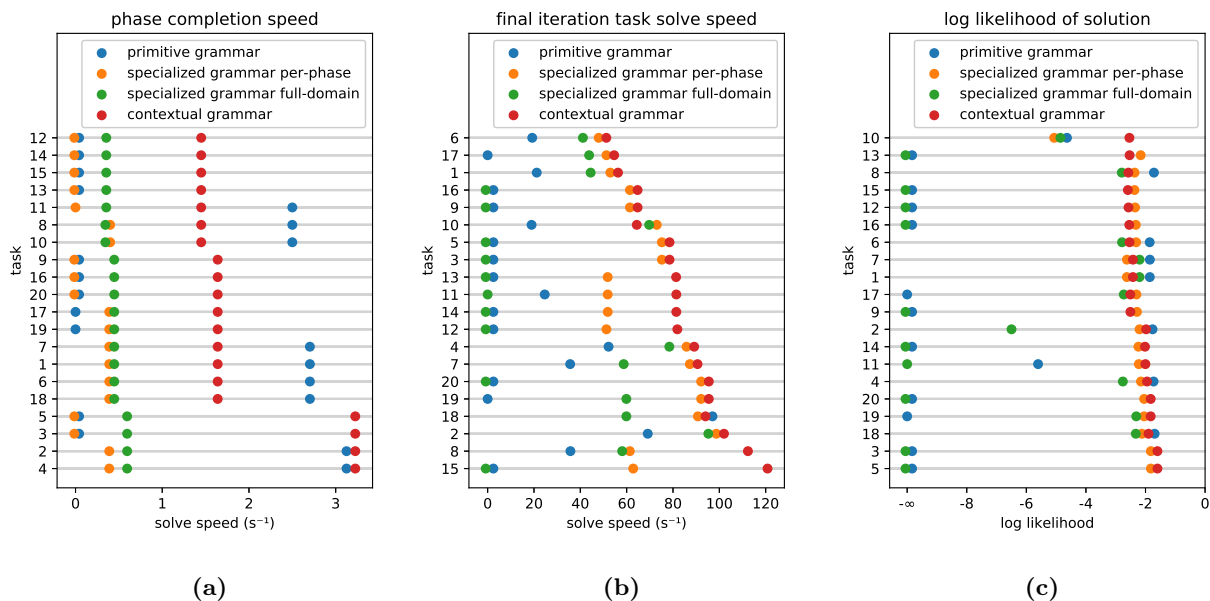 phase completion speed
primitive grammar
specialized grammar per-phase
specialized grammar full-domain
contextual grammar
12
14
15
13
11
8
10
9
16
20
17
19
7
1
6
18
5
3
2
4
task
0 1 2 3
solve speed (s⁻¹)
(a)
final iteration task solve speed
primitive grammar
specialized grammar per-phase
specialized grammar full-domain
contextual grammar
6
17
1
16
9
10
5
3
13
11
14
12
4
7
20
19
18
2
8
15
task
0 20 40 60 80 100 120
solve speed (s⁻¹)
(b)
log likelihood of solution
primitive grammar
specialized grammar per-phase
specialized grammar full-domain
contextual grammar
10
13
8
15
12
16
6
7
1
17
9
2
14
11
4
20
19
18
3
5
task
-∞ -8 -6 -4 -2 0
log likelihood
(c)